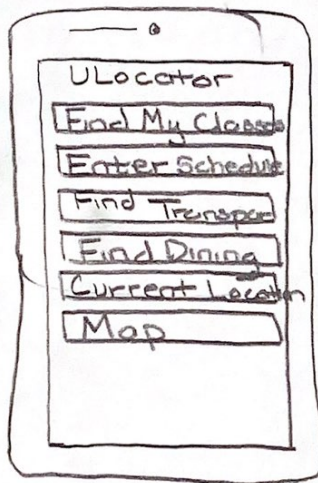 ULocator
Find My Classes
Enter Schedule
Find Transpor
Find Dining
Current Location
Map